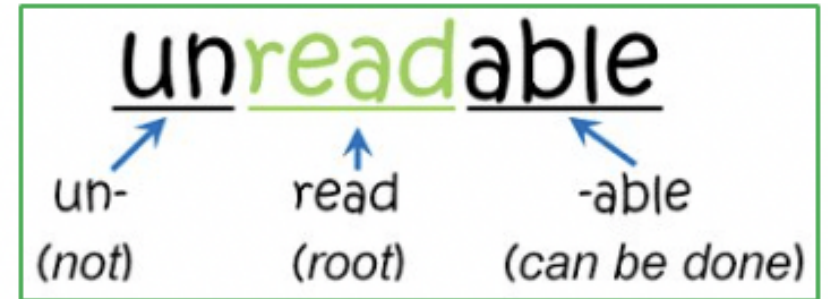 unreadable
un- read -able
(not) (root) (can be done)